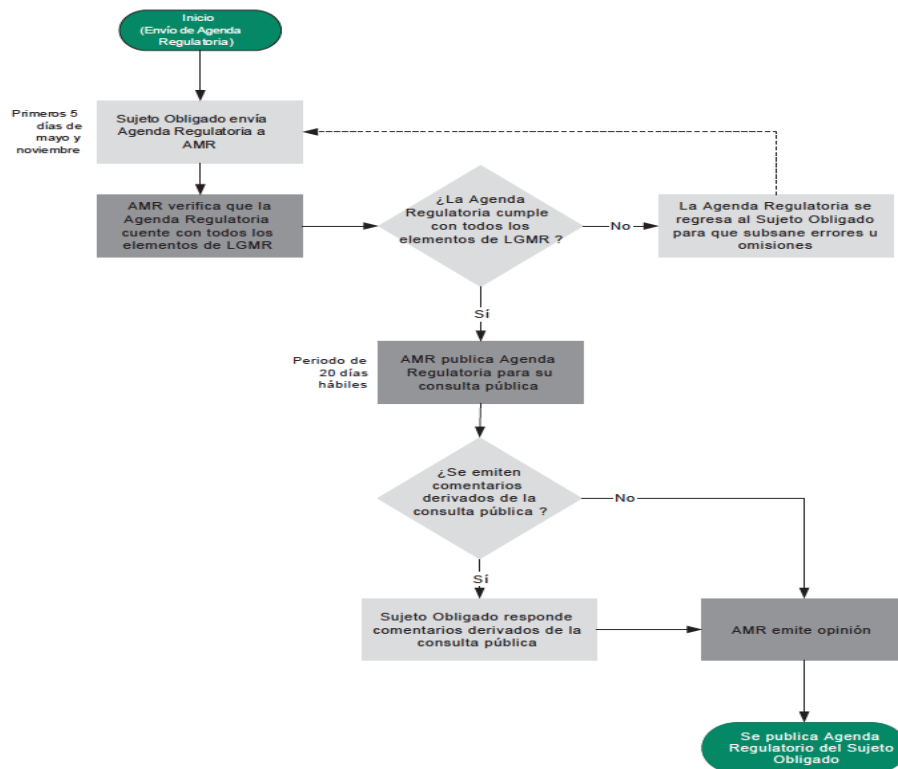 Inicio
(Envío de Agenda
Regulatoria)
Primeros 5
días de
mayo y
noviembre
Sujeto Obligado envía
Agenda Regulatoria a
AMR
AMR verifica que la
Agenda Regulatoria
cuente con todos los
elementos de LGMR
¿La Agenda
Regulatoria cumple
con todos los
elementos de LGMR ?
No
La Agenda Regulatoria se
regresa al Sujeto Obligado
para que subsane errores u
omisiones
Sí
Periodo de
20 días
hábiles
AMR publica Agenda
Regulatoria para su
consulta pública
¿Se emiten
comentarios
derivados de la
consulta pública ?
No
Sí
Sujeto Obligado responde
comentarios derivados de la
consulta pública
AMR emite opinión
Se publica Agenda
Regulatorio del Sujeto
Obligado